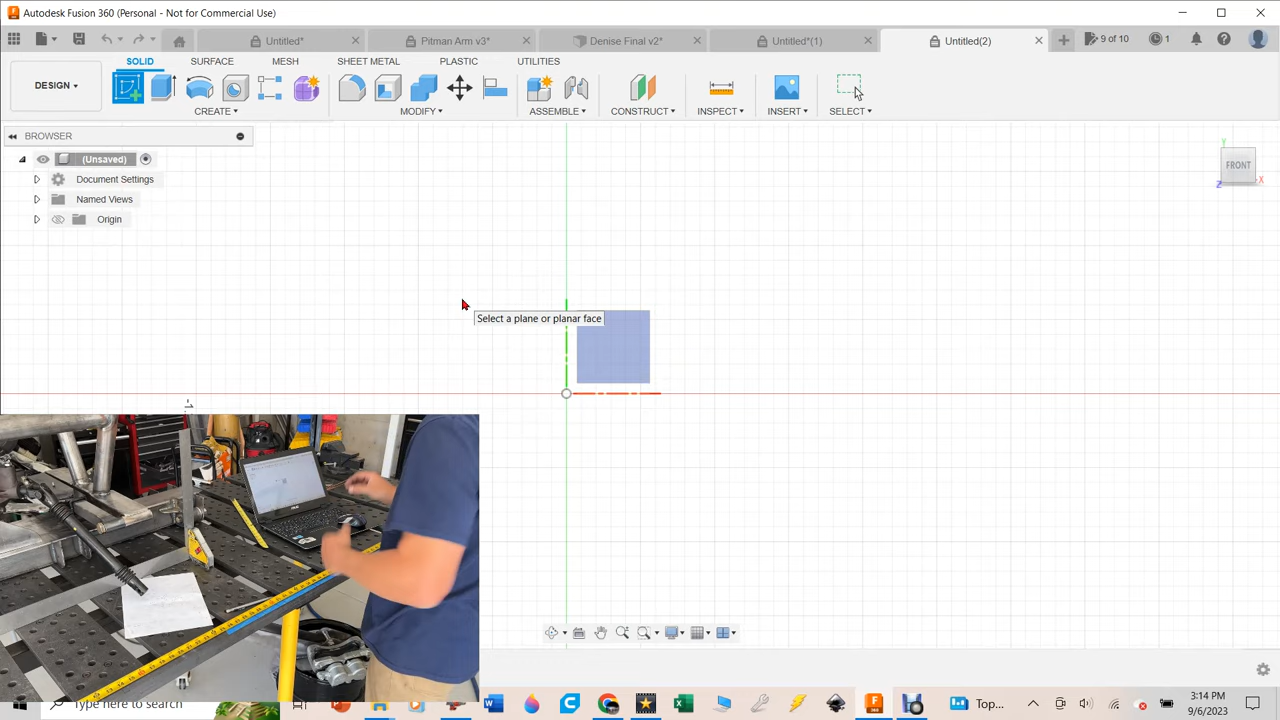 Autodesk Fusion 360 (Personal - Not for Commercial Use)
Untitled*
Pitman Arm v3*
Denise Final v2*
Untitled*(1)
Untitled(2)
9 of 10
1
SOLID
SURFACE
MESH
SHEET METAL
PLASTIC
UTILITIES
DESIGN
CREATE
MODIFY
ASSEMBLE
CONSTRUCT
INSPECT
INSERT
SELECT
BROWSER
(Unsaved)
Document Settings
Named Views
Origin
Y
FRONT
Z
X
Select a plane or planar face
Type here to search
Top...
3:14 PM
9/6/2023